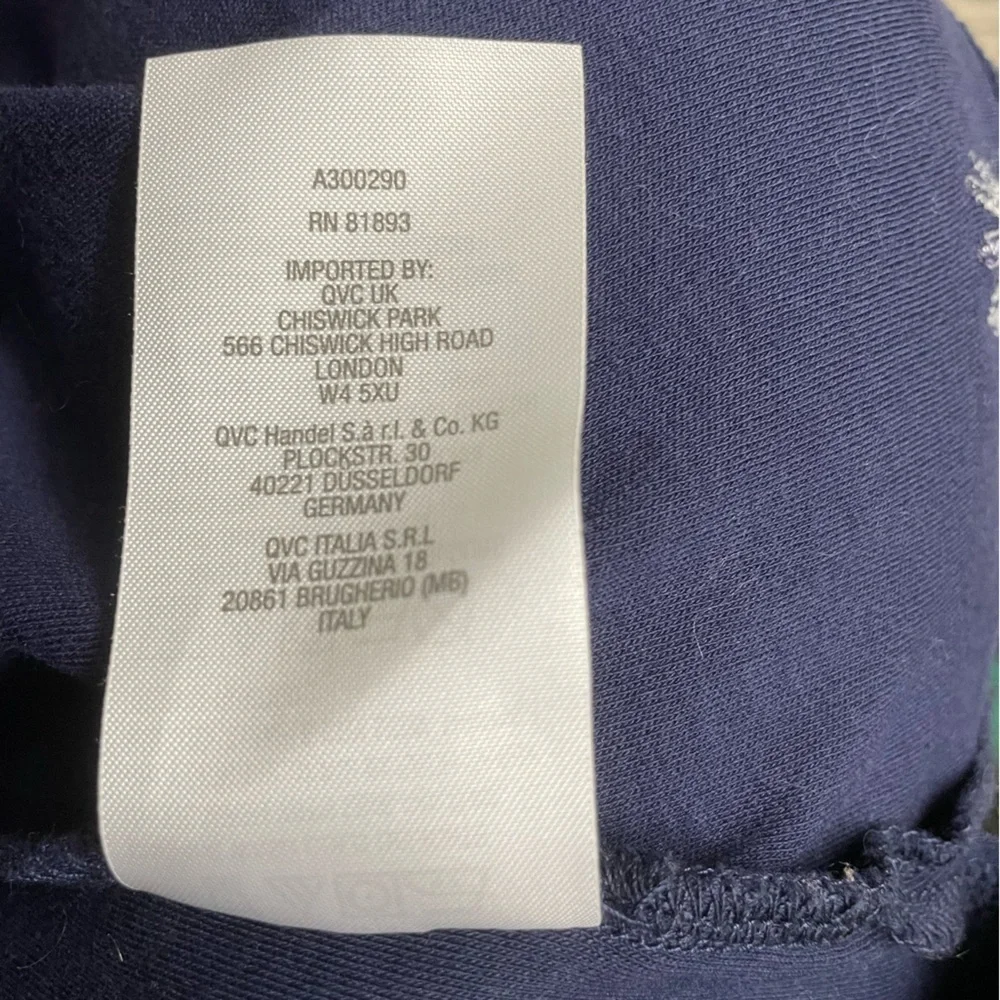 A300290
RN 81893
IMPORTED BY:
QVC UK
CHISWICK PARK
566 CHISWICK HIGH ROAD
LONDON
W4 5XU
QVC Handel S.à r.l. & Co. KG
PLOCKSTR. 30
40221 DÜSSELDORF
GERMANY
QVC ITALIA S.R.L
VIA GUZZINA 18
20861 BRUGHERIO (MB)
ITALY